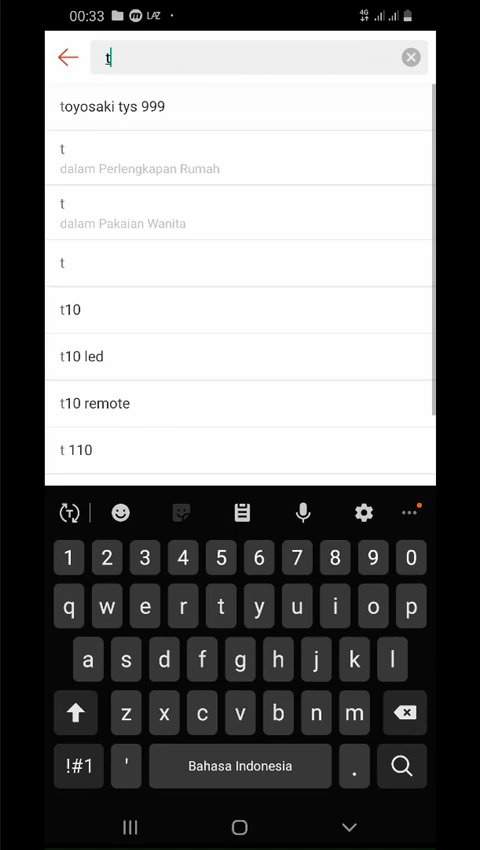 00:33 LAZ 4G
t
toyosaki tys 999
t
dalam Perlengkapan Rumah
t
dalam Pakaian Wanita
t
t10
t10 led
t10 remote
t 110
T
1 2 3 4 5 6 7 8 9 0
q w e r t y u i o p
a s d f g h j k l
z x c v b n m
!#1 ' Bahasa Indonesia .